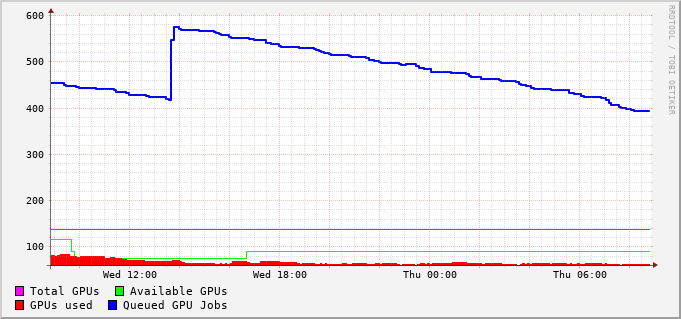 600
500
400
300
200
100
Wed 12:00 Wed 18:00 Thu 00:00 Thu 06:00
Total GPUs Available GPUs
GPUs used Queued GPU Jobs
RRDTOOL / TOBI OETIKER